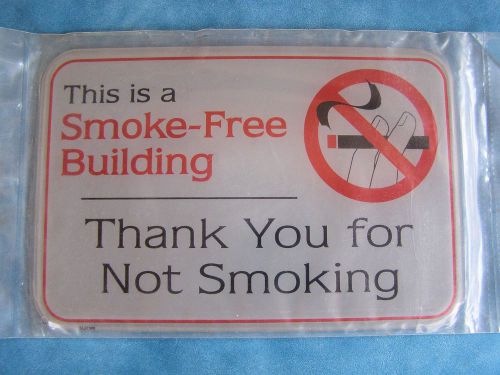 This is a
Smoke-Free
Building
Thank You for
Not Smoking